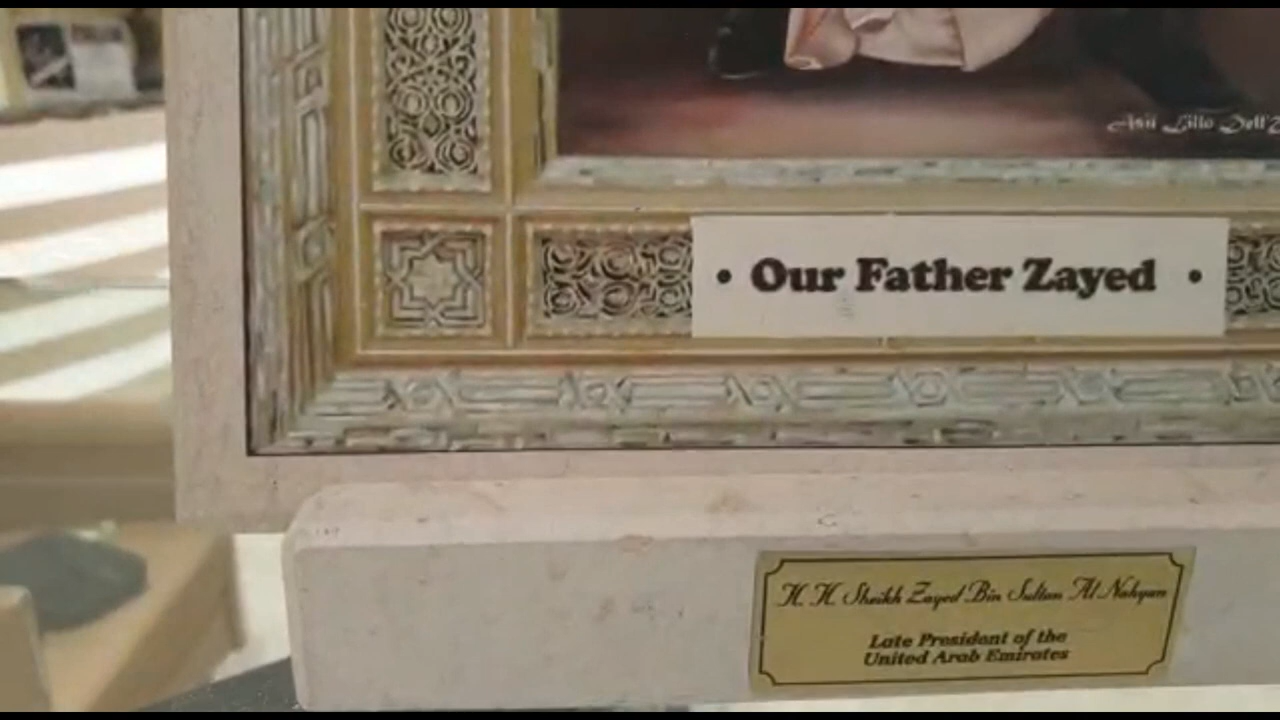 • Our Father Zayed •
H. H. Sheikh Zayed Bin Sultan Al Nahyan
Late President of the
United Arab Emirates